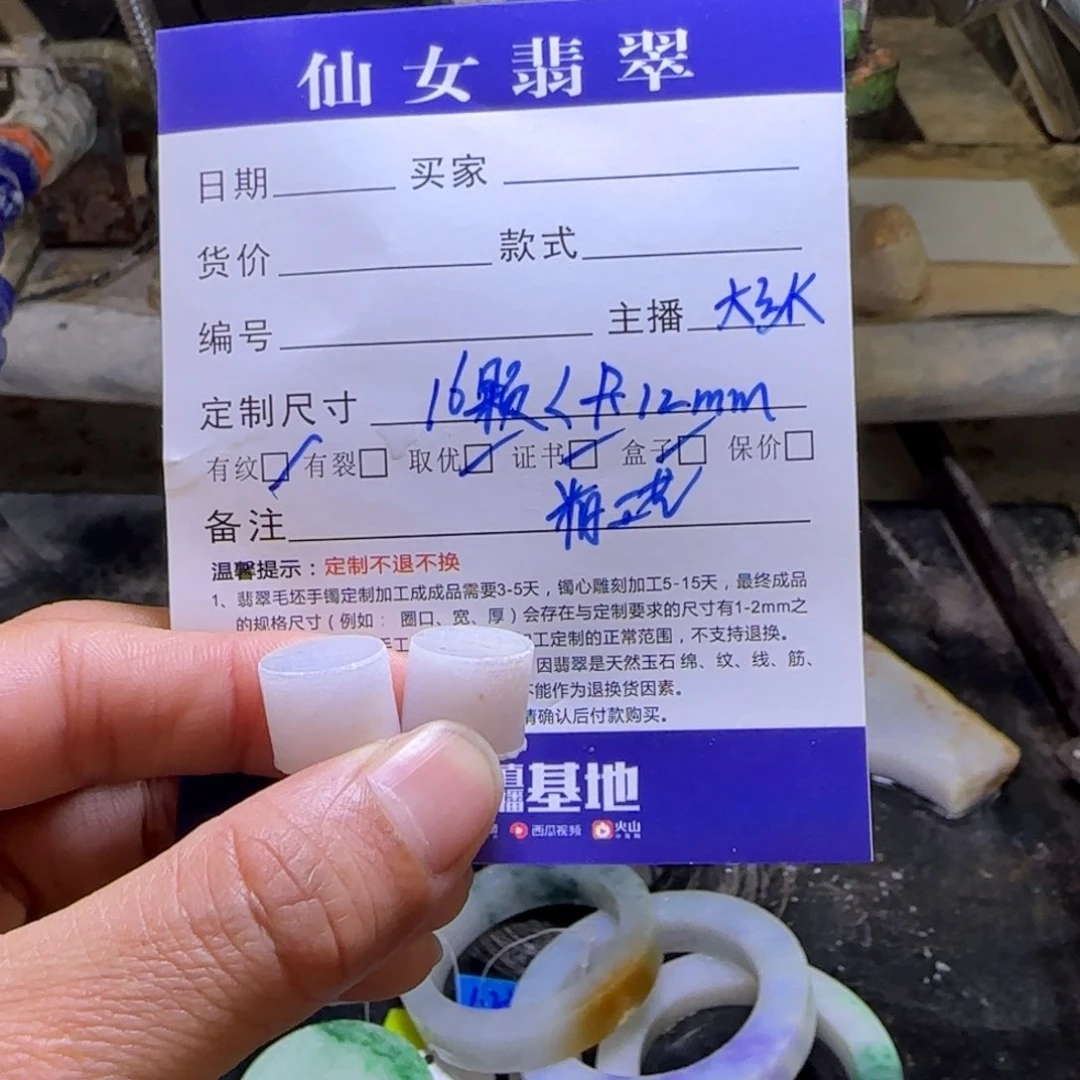 仙女翡翠
日期 买家
货价 款式
编号 主播 大３K
定制尺寸 16颗<卡12mm
有纹□ 有裂□ 取优□ 证书□ 盒子□ 保价□
备注
温馨提示：定制不退不换
1、翡翠毛坯手镯定制加工成成品需要3-5天，镯心雕刻加工5-15天，最终成品
的规格尺寸（例如：圈口、宽、厚）会存在与定制要求的尺寸有1-2mm之
手工 工定制的正常范围，不支持退换。
因翡翠是天然玉石 绵、纹、线、筋、
不能作为退换货因素。
请确认后付款购买。
直播基地
西瓜视频 火山